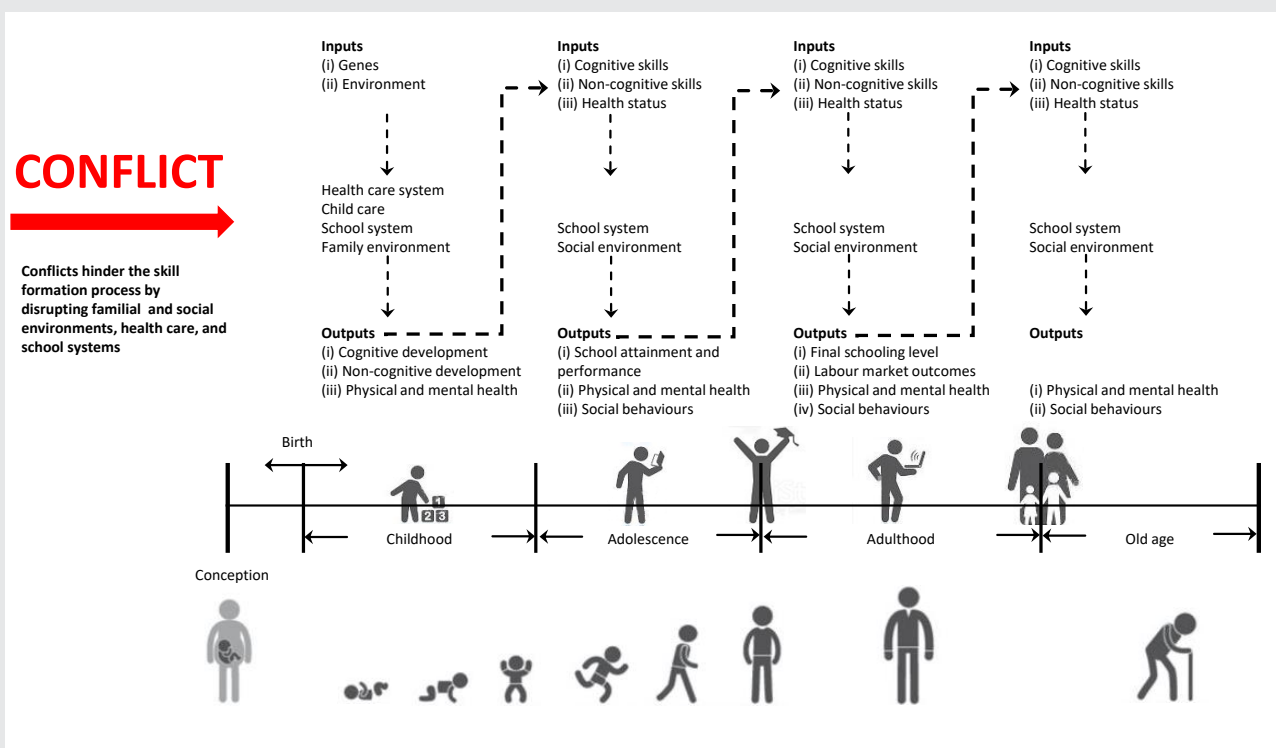 CONFLICT
Conflicts hinder the skill
formation process by
disrupting familial and social
environments, health care, and
school systems
Inputs
(i) Genes
(ii) Environment
Health care system
Child care
School system
Family environment
Outputs
(i) Cognitive development
(ii) Non-cognitive development
(iii) Physical and mental health
Inputs
(i) Cognitive skills
(ii) Non-cognitive skills
(iii) Health status
School system
Social environment
Outputs
(i) School attainment and
performance
(ii) Physical and mental health
(iii) Social behaviours
Inputs
(i) Cognitive skills
(ii) Non-cognitive skills
(iii) Health status
School system
Social environment
Outputs
(i) Final schooling level
(ii) Labour market outcomes
(iii) Physical and mental health
(iv) Social behaviours
Inputs
(i) Cognitive skills
(ii) Non-cognitive skills
(iii) Health status
School system
Social environment
Outputs
(i) Physical and mental health
(ii) Social behaviours
Birth
1
2 3
Childhood
Adolescence
Adulthood
Old age
Conception